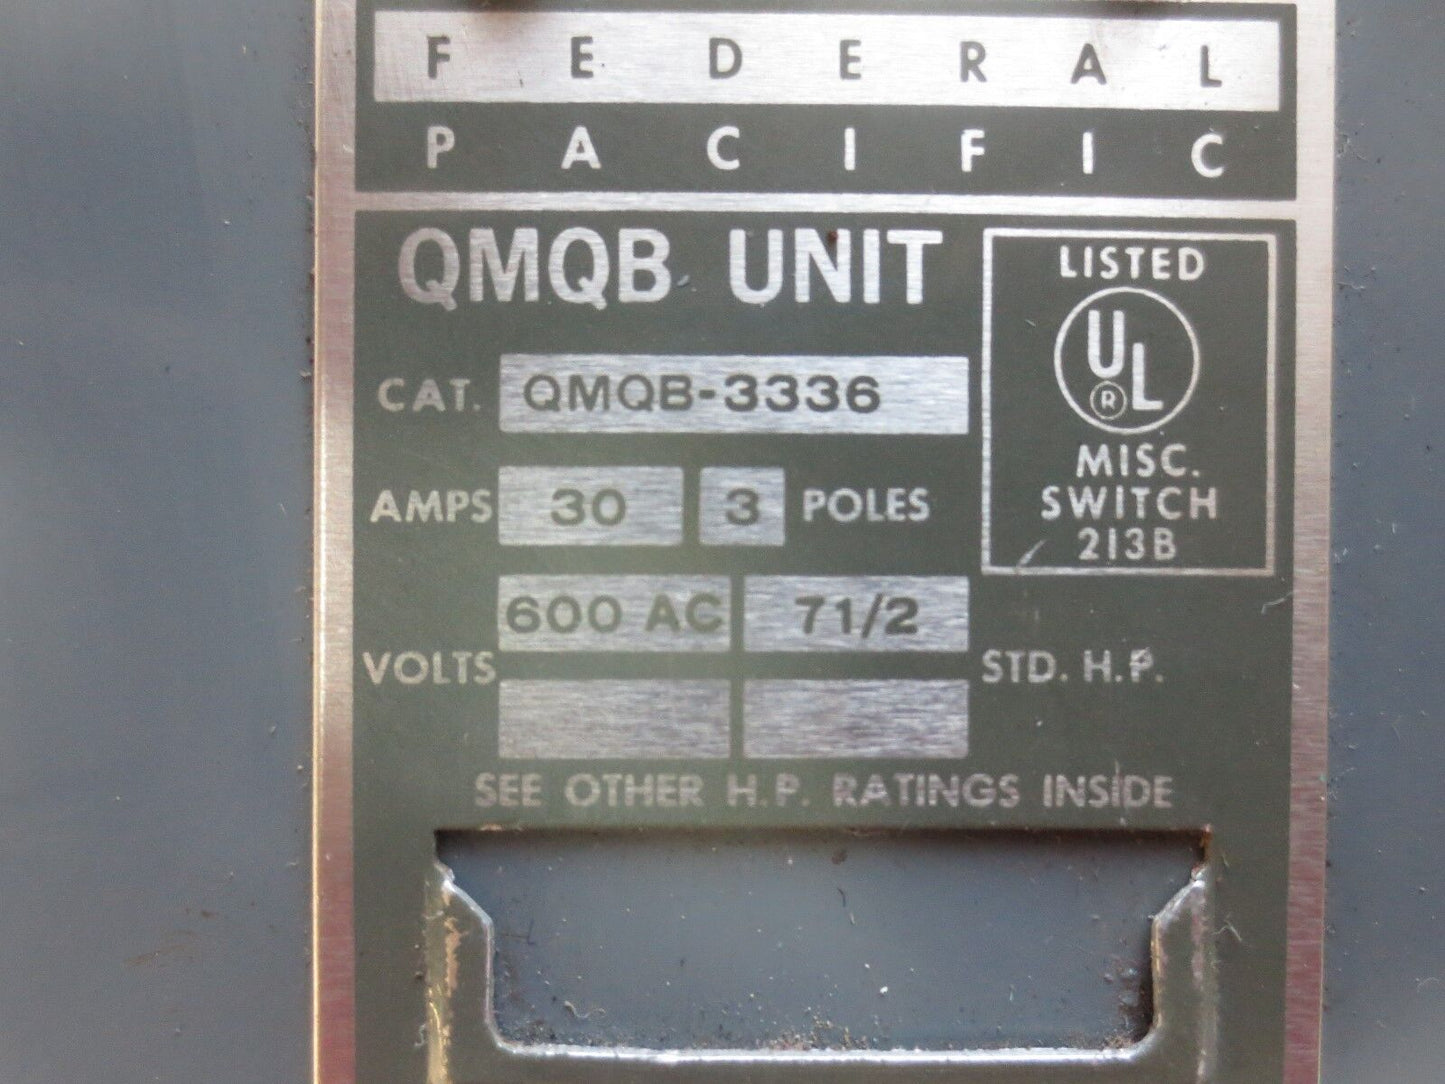 FEDERAL
PACIFIC
QMQB UNIT
LISTED
UL
®
MISC.
SWITCH
213B
CAT. QMQB-3336
AMPS 30 3 POLES
VOLTS 600 AC 71/2 STD. H.P.
SEE OTHER H.P. RATINGS INSIDE